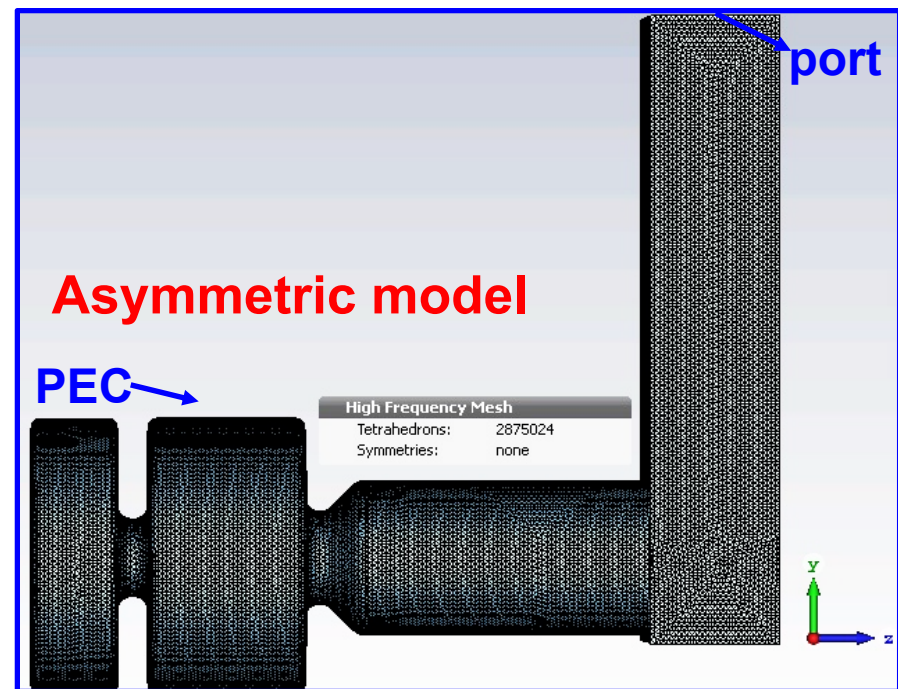 port
Asymmetric model
PEC
High Frequency Mesh
Tetrahedrons: 2875024
Symmetries: none
y
z